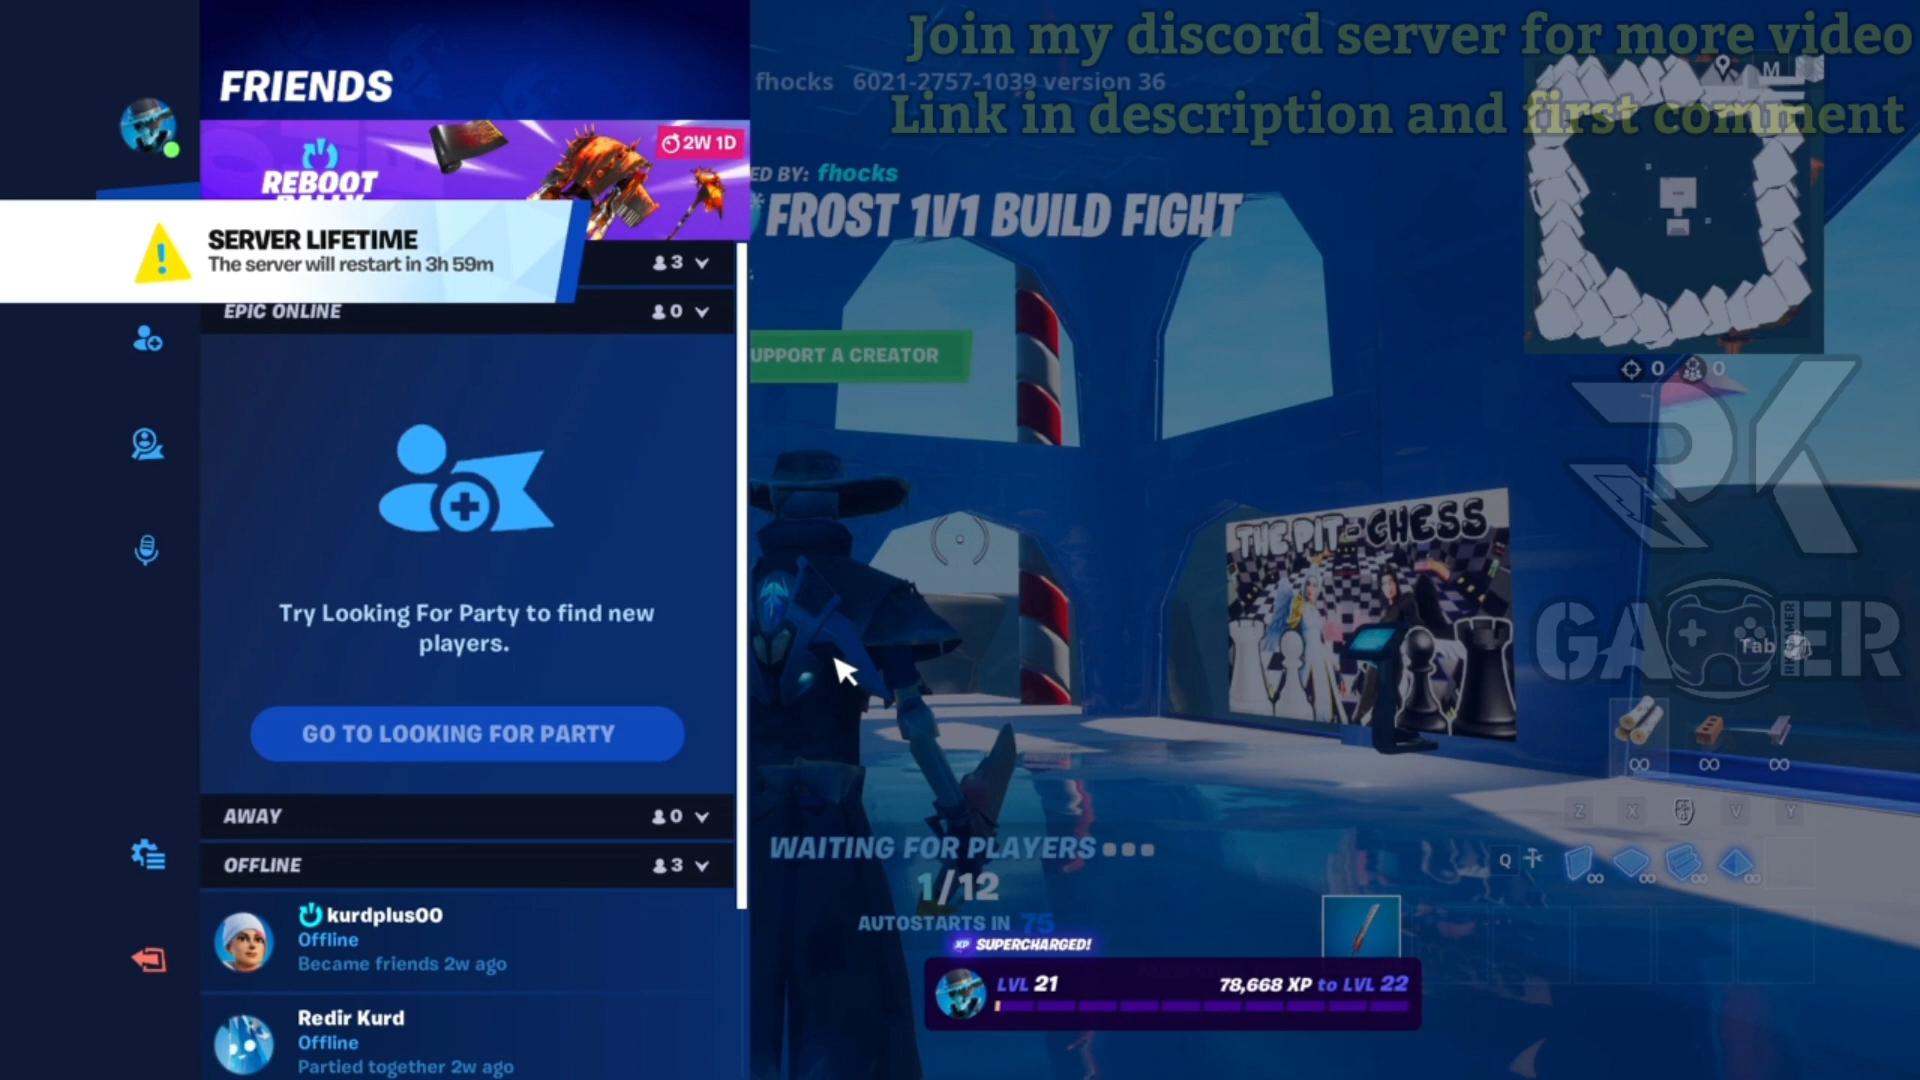 Join my discord server for more video
Link in description and first comment
fhocks 6021-2757-1039 version 36
FRIENDS
2W 1D
REBOOT
SERVER LIFETIME
The server will restart in 3h 59m
3
EPIC ONLINE
0
Try Looking For Party to find new
players.
GO TO LOOKING FOR PARTY
AWAY
0
OFFLINE
3
kurdplus00
Offline
Became friends 2w ago
Redir Kurd
Offline
Partied together 2w ago
ED BY: fhocks
FROST 1V1 BUILD FIGHT
UPPORT A CREATOR
M
0 0
RK
GAMER
THE PIT - CHESS
Tab
∞ ∞ ∞
Z X V Y
Q ∞ ∞ ∞ ∞
WAITING FOR PLAYERS...
1/12
AUTOSTARTS IN 75
XP SUPERCHARGED!
LVL 21
78,668 XP to LVL 22